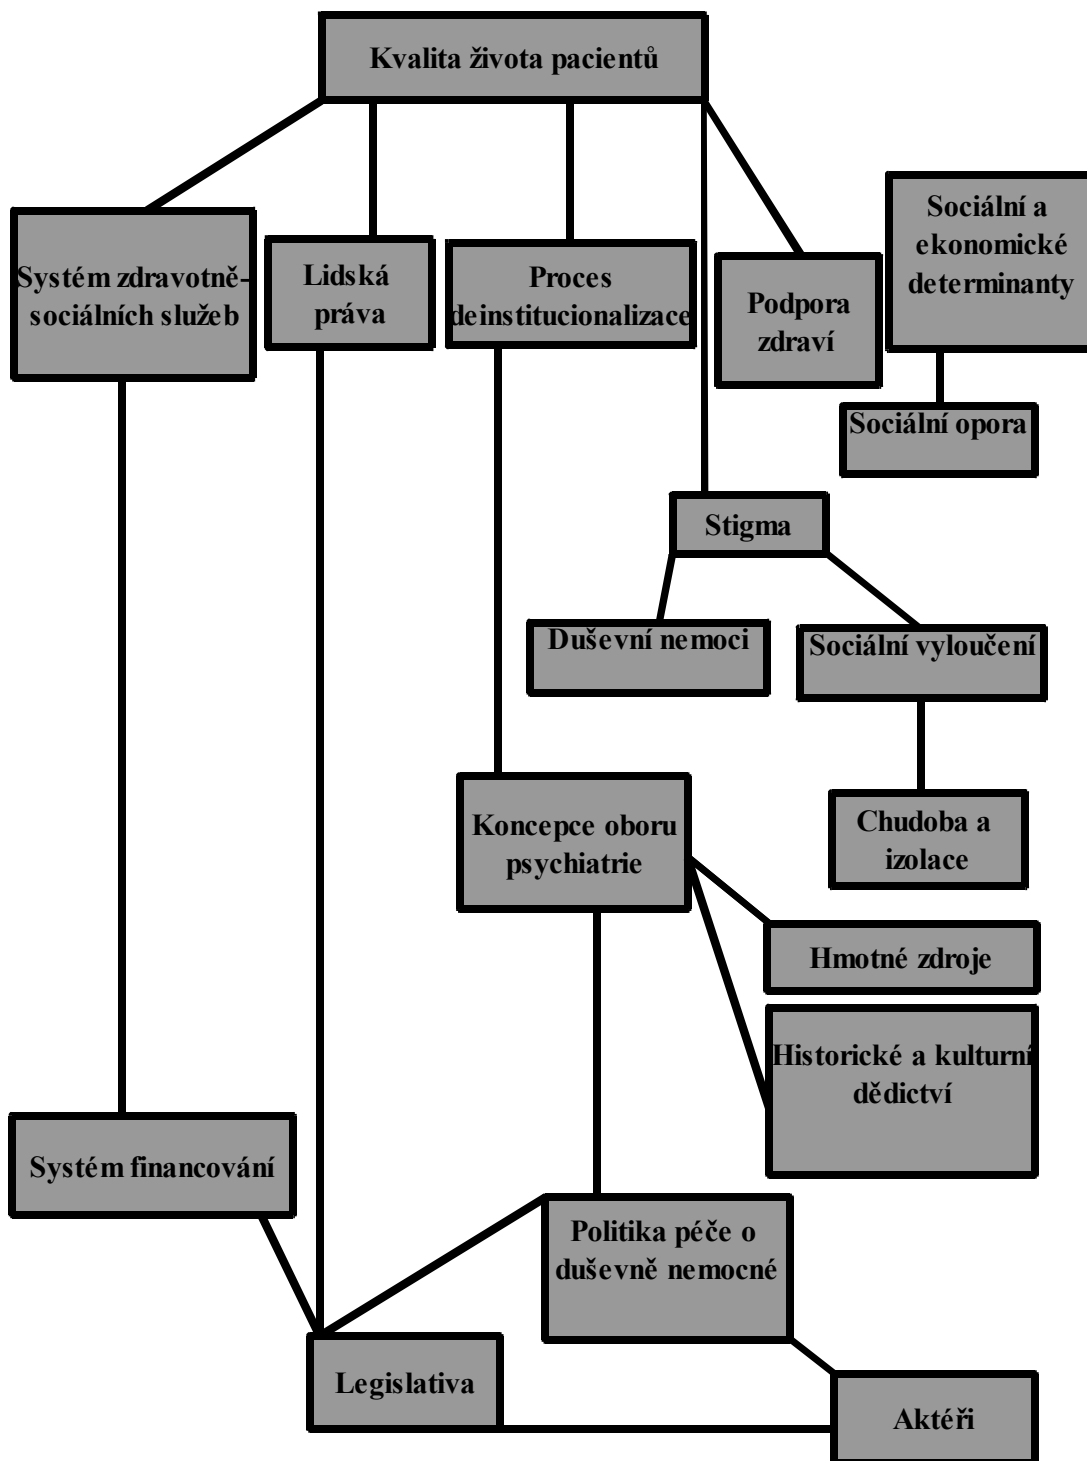 Kvalita života pacientů
Sociální a
ekonomické
determinanty
Systém zdravotně-
sociálních služeb
Lidská
práva
Proces
deinstitucionalizace
Podpora
zdraví
Sociální opora
Stigma
Duševní nemoci
Sociální vyloučení
Koncepce oboru
psychiatrie
Chudoba a
izolace
Hmotné zdroje
Historické a kulturní
dědictví
Systém financování
Politika péče o
duševně nemocné
Legislativa
Aktéři